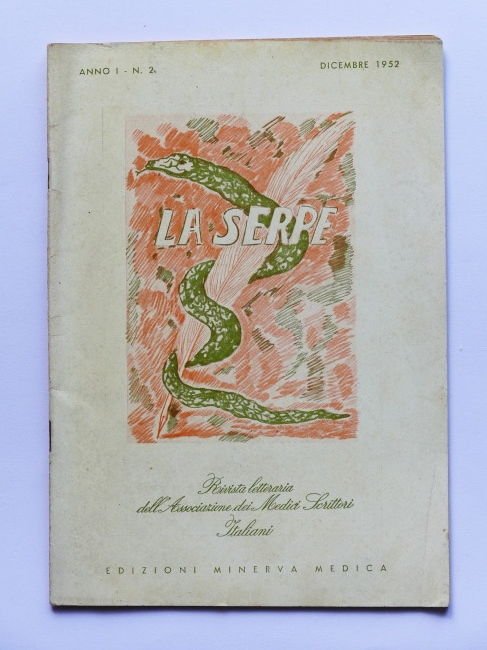 ANNO I - N. 2.
DICEMBRE 1952
LA SERPE
Rivista letteraria
dell'Associazione dei Medici Scrittori
Italiani
EDIZIONI MINERVA MEDICA